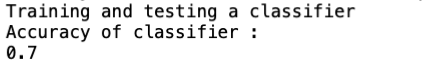 Training and testing a classifier
Accuracy of classifier :
0.7